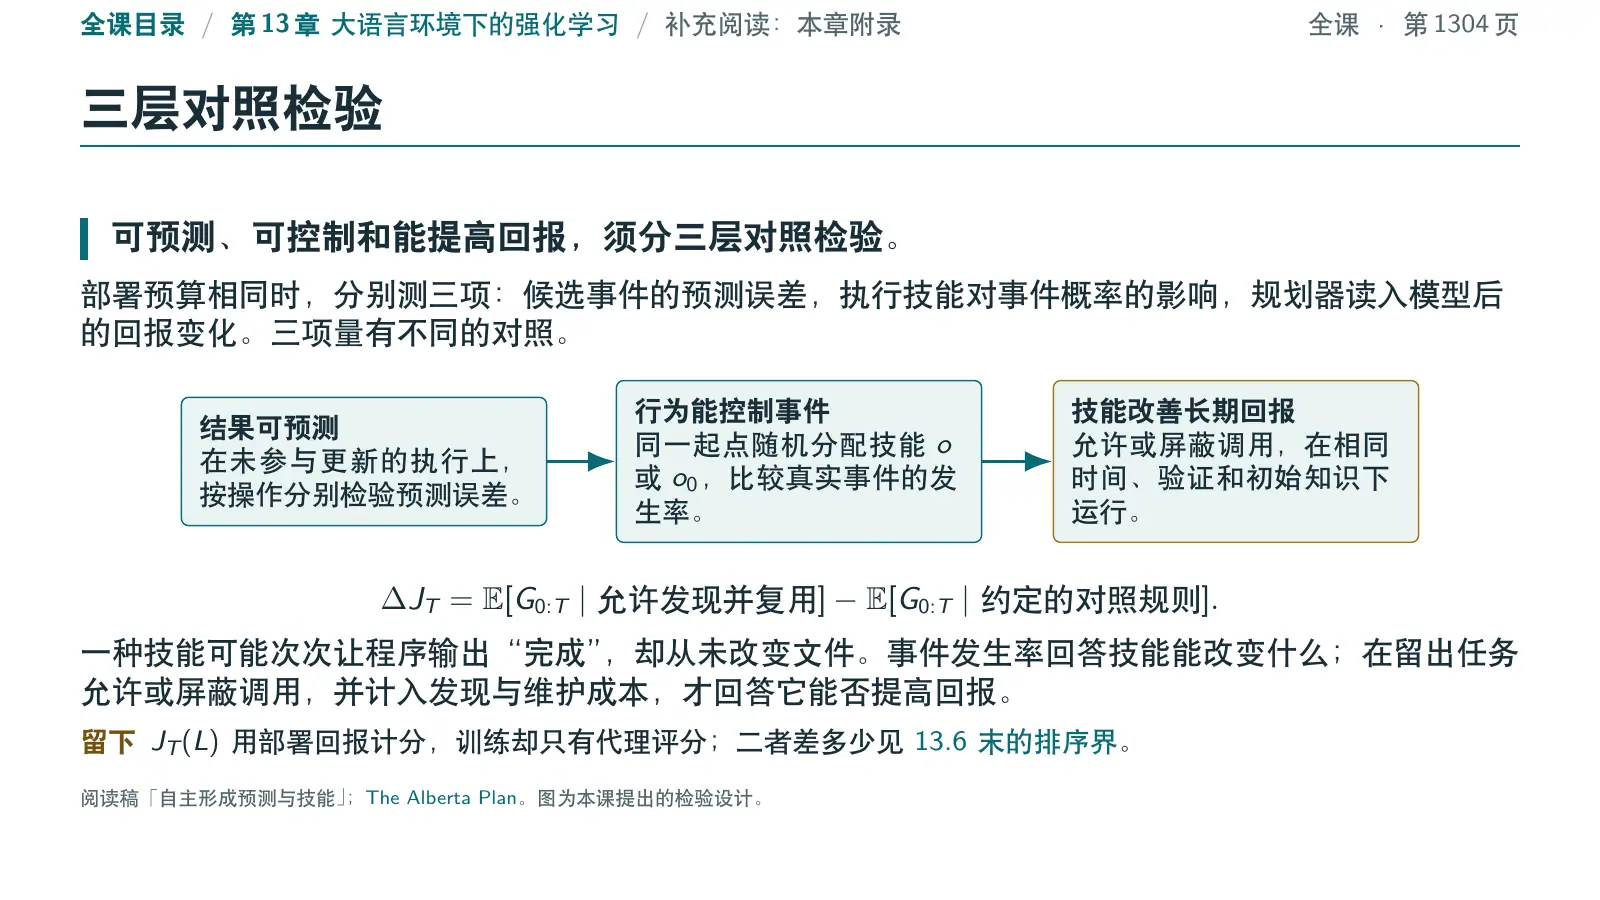 全课目录 / 第 13 章 大语言环境下的强化学习 / 补充阅读：本章附录
全课 · 第 1304 页
三层对照检验
可预测、可控制和能提高回报，须分三层对照检验。
部署预算相同时，分别测三项：候选事件的预测误差，执行技能对事件概率的影响，规划器读入模型后
的回报变化。三项量有不同的对照。
结果可预测
在未参与更新的执行上，
按操作分别检验预测误差。
行为能控制事件
同一起点随机分配技能 o
或 o₀，比较真实事件的发
生率。
技能改善长期回报
允许或屏蔽调用，在相同
时间、验证和初始知识下
运行。
ΔJ_T = 𝔼[G_{0:T} | 允许发现并复用] − 𝔼[G_{0:T} | 约定的对照规则].
一种技能可能次次让程序输出“完成”，却从未改变文件。事件发生率回答技能能改变什么；在留出任务
允许或屏蔽调用，并计入发现与维护成本，才回答它能否提高回报。
留下 J_T(L) 用部署回报计分，训练却只有代理评分；二者差多少见 13.6 末的排序界。
阅读稿「自主形成预测与技能」；The Alberta Plan。图为本课提出的检验设计。